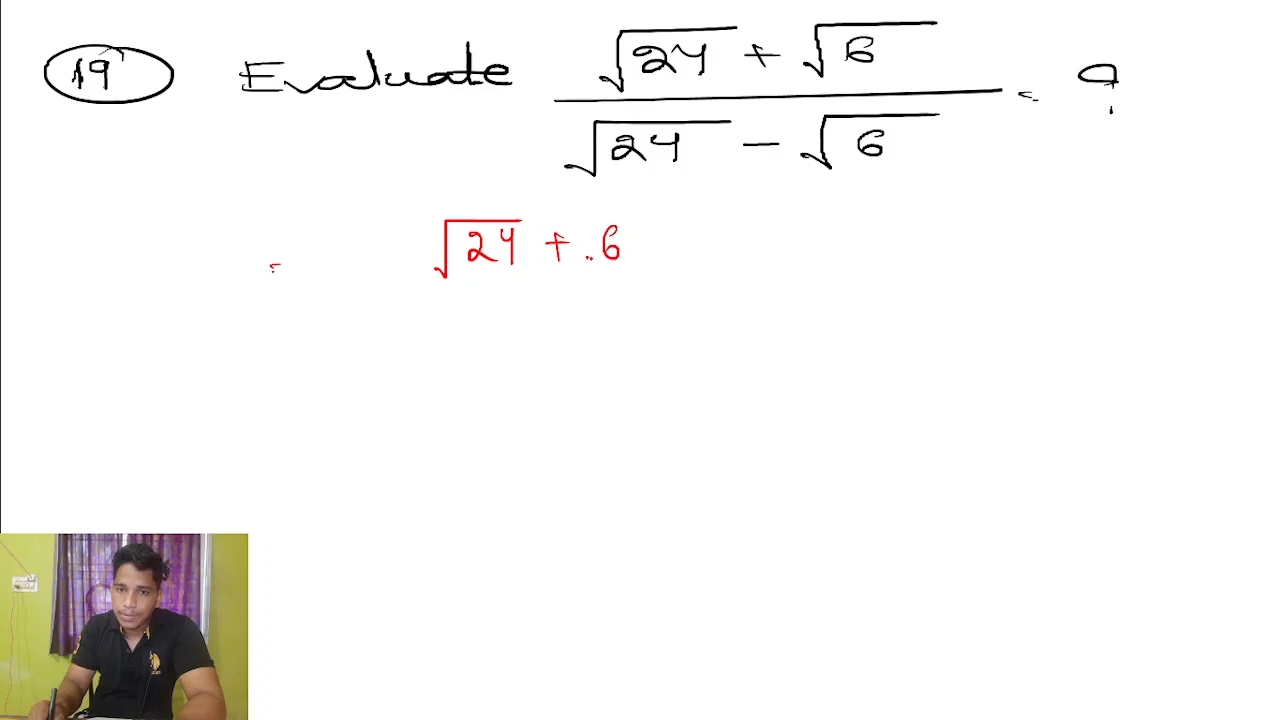 19 Evaluate (√24 + √6) / (√24 − √6) = ?
= √24 + 6